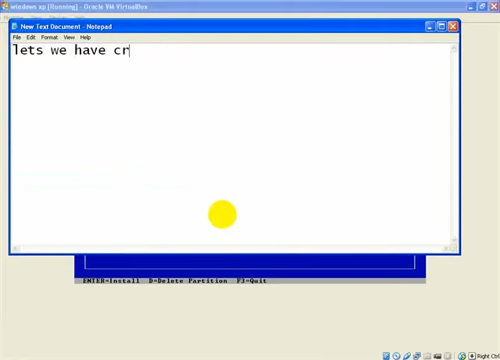 windows xp [Running] - Oracle VM VirtualBox
New Text Document - Notepad
File Edit Format View Help
lets we have cr
ENTER=Install D=Delete Partition F3=Quit
Right Ctrl